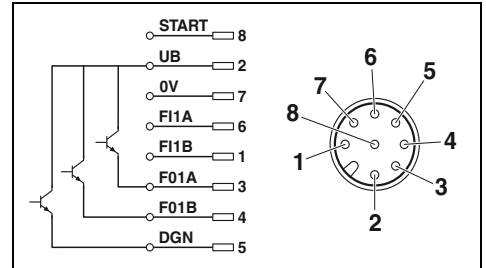 START 8
UB 2
0V 7
FI1A 6
FI1B 1
F01A 3
F01B 4
DGN 5
6
7 5
8
1 4
3
2